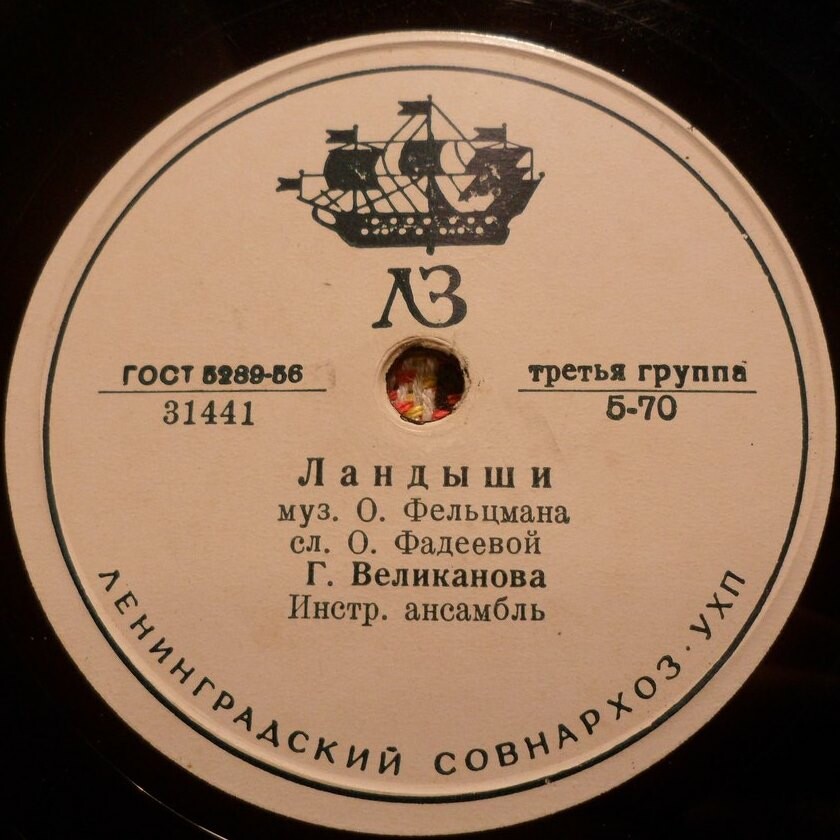 ЛЗ
ГОСТ 5289-56
31441
третья группа
5-70
Ландыши
муз. О. Фельцмана
сл. О. Фадеевой
Г. Великанова
Инстр. ансамбль
ЛЕНИНГРАДСКИЙ СОВНАРХОЗ · УХП